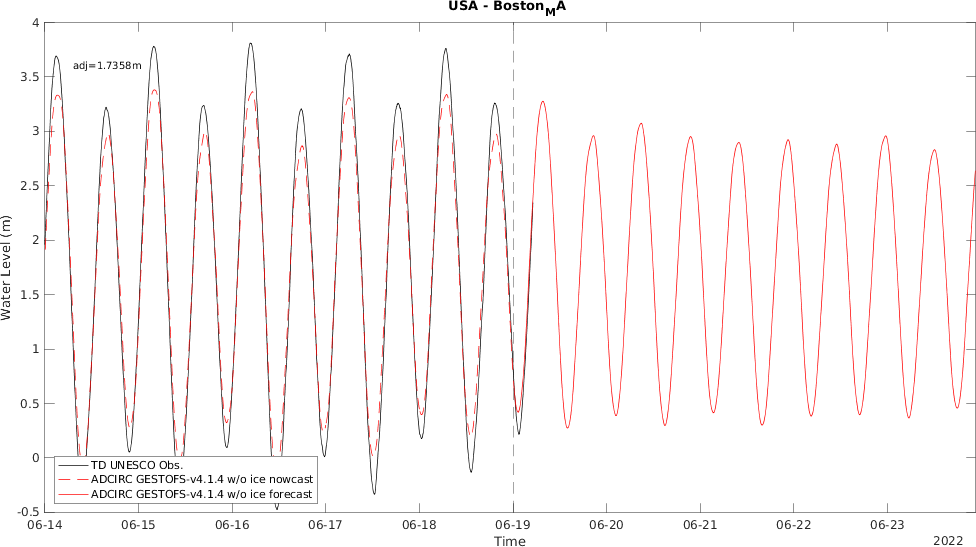 USA - Boston_MA
4
adj=1.7358m
3.5
3
2.5
2
1.5
1
0.5
0
-0.5
Water Level (m)
TD UNESCO Obs.
ADCIRC GESTOFS-v4.1.4 w/o ice nowcast
ADCIRC GESTOFS-v4.1.4 w/o ice forecast
06-14 06-15 06-16 06-17 06-18 06-19 06-20 06-21 06-22 06-23
Time
2022